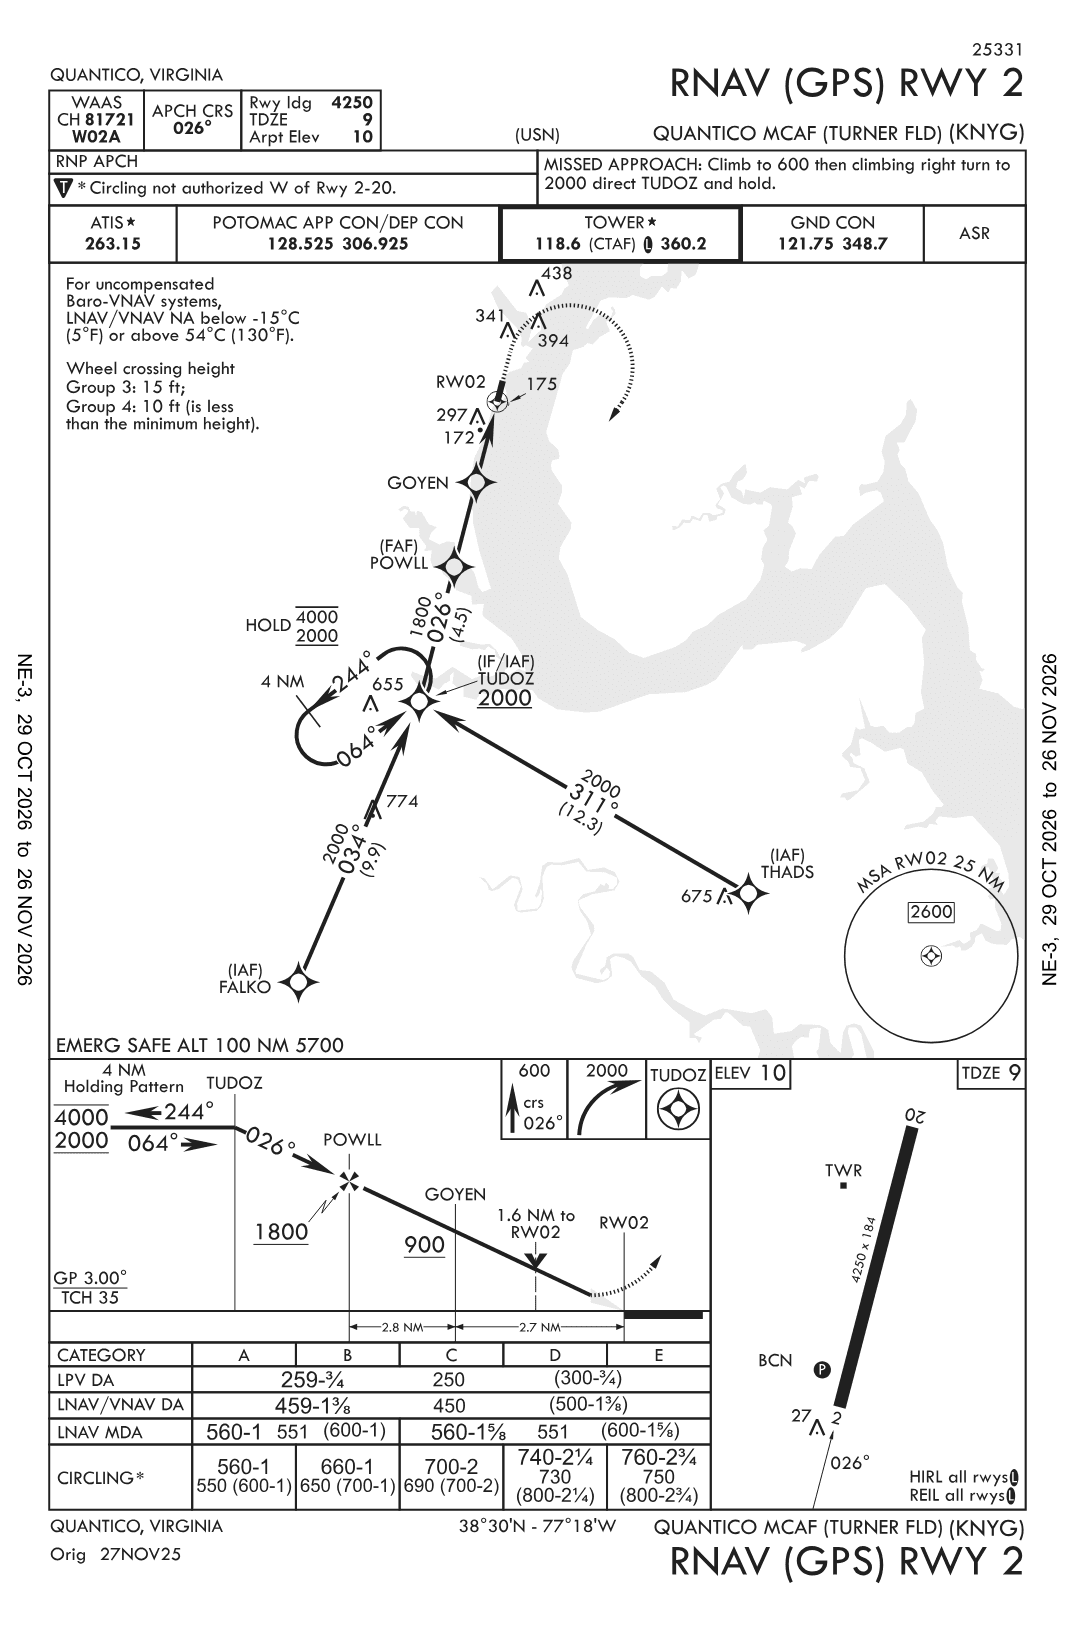 25331
QUANTICO, VIRGINIA
RNAV (GPS) RWY 2
WAAS
CH 81721
W02A
APCH CRS
026°
Rwy ldg 4250
TDZE 9
Arpt Elev 10
(USN)
QUANTICO MCAF (TURNER FLD) (KNYG)
RNP APCH
T * Circling not authorized W of Rwy 2-20.
MISSED APPROACH: Climb to 600 then climbing right turn to
2000 direct TUDOZ and hold.
ATIS★
263.15
POTOMAC APP CON/DEP CON
128.525 306.925
TOWER★
118.6 (CTAF) L 360.2
GND CON
121.75 348.7
ASR
For uncompensated
Baro-VNAV systems,
LNAV/VNAV NA below -15°C
(5°F) or above 54°C (130°F).
Wheel crossing height
Group 3: 15 ft;
Group 4: 10 ft (is less
than the minimum height).
438
341
394
RW02
175
297
172
GOYEN
(FAF)
POWLL
1800
026°
(4.5)
HOLD 4000
2000
244°
4 NM
655
(IF/IAF)
TUDOZ
2000
064°
774
2000
034°
(9.9)
2000
311°
(12.3)
(IAF)
THADS
675
(IAF)
FALKO
MSA RW02 25 NM
2600
NE-3, 29 OCT 2026 to 26 NOV 2026
NE-3, 29 OCT 2026 to 26 NOV 2026
EMERG SAFE ALT 100 NM 5700
4 NM
Holding Pattern
TUDOZ
4000
2000
244°
064°
026°
POWLL
1800
GOYEN
900
1.6 NM to
RW02
RW02
GP 3.00°
TCH 35
2.8 NM
2.7 NM
600
crs
026°
2000
TUDOZ
ELEV 10
TDZE 9
20
TWR
4250 x 184
BCN
P
27
2
026°
HIRL all rwys L
REIL all rwys L
CATEGORY A B C D E
LPV DA 259-¾ 250 (300-¾)
LNAV/VNAV DA 459-1⅜ 450 (500-1⅜)
LNAV MDA 560-1 551 (600-1) 560-1⅝ 551 (600-1⅝)
CIRCLING*
560-1
550 (600-1)
660-1
650 (700-1)
700-2
690 (700-2)
740-2¼
730
(800-2¼)
760-2¾
750
(800-2¾)
QUANTICO, VIRGINIA
38°30'N - 77°18'W
QUANTICO MCAF (TURNER FLD) (KNYG)
Orig 27NOV25
RNAV (GPS) RWY 2